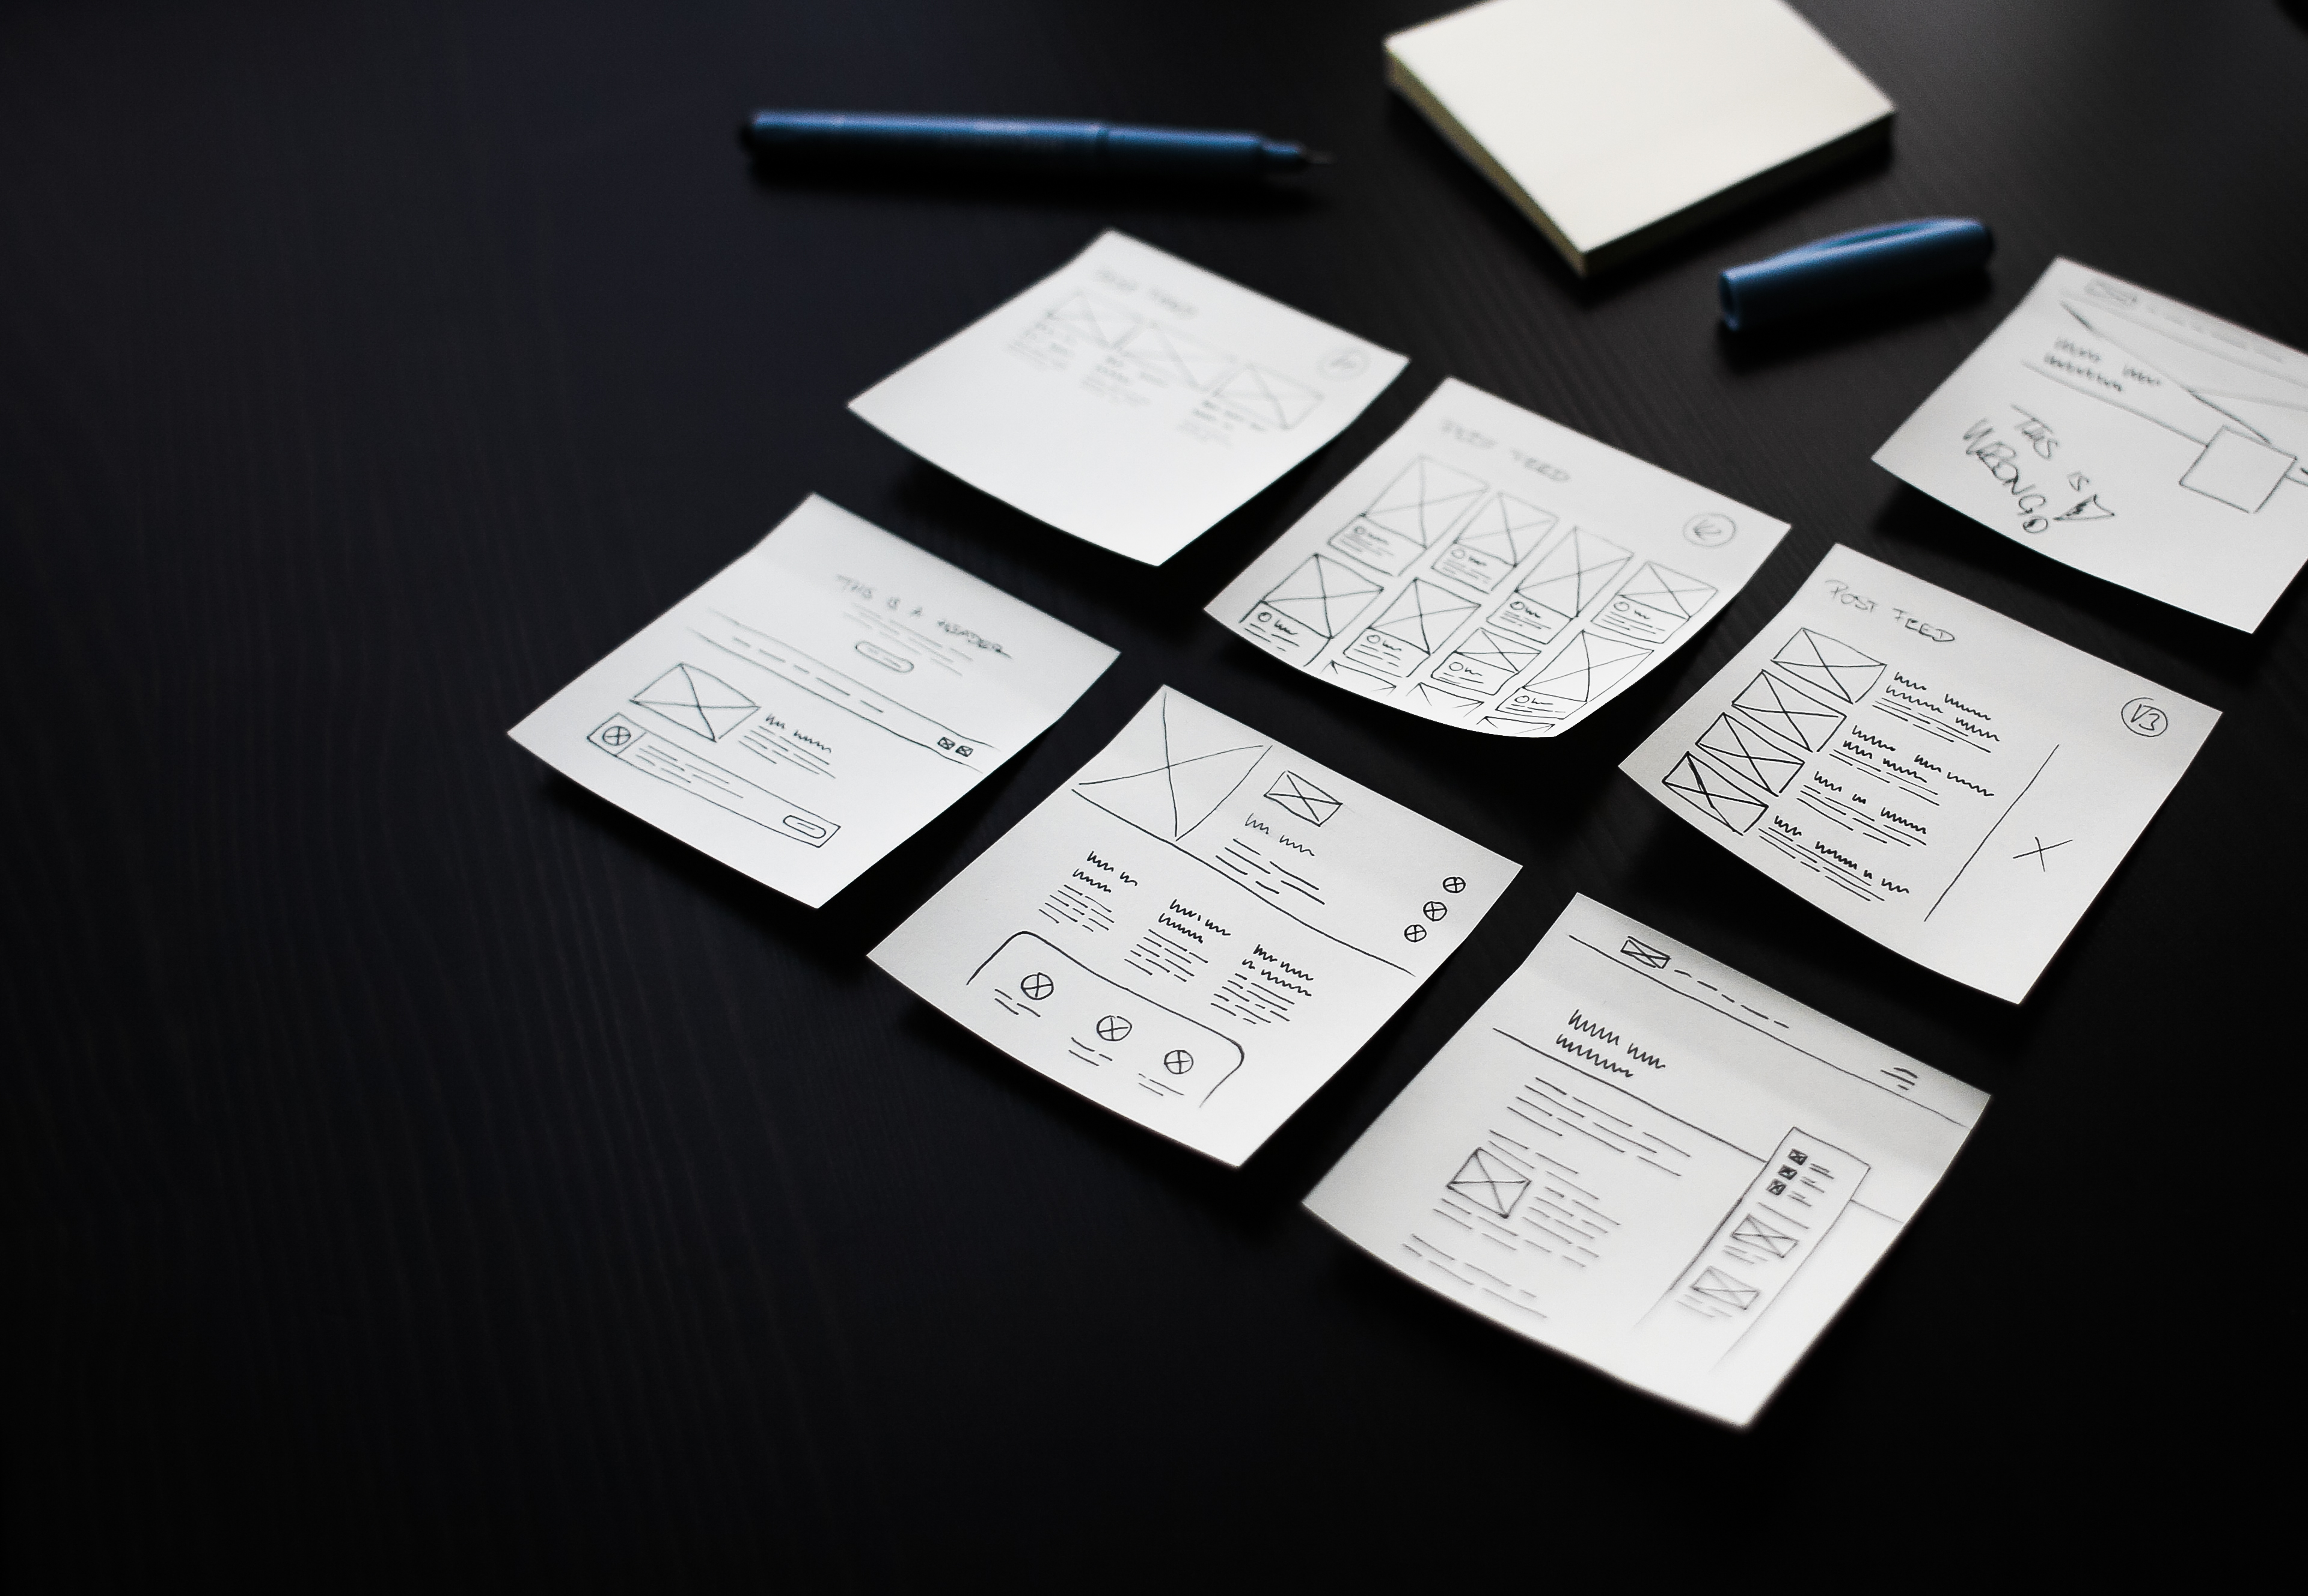 POST FEED
POST FEED
V2
THIS IS
WRONG
THIS IS A HEADER
POST FEED
V3